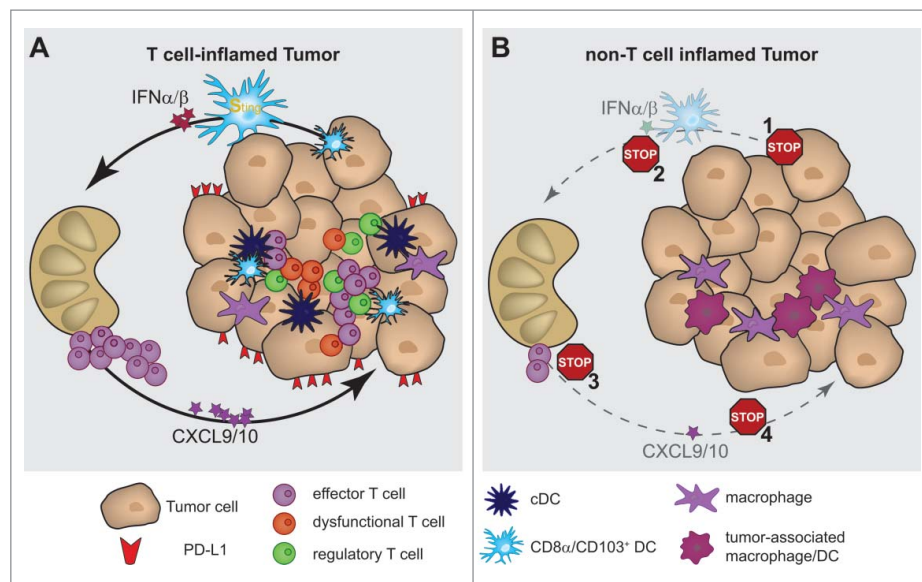 A
T cell-inflamed Tumor
IFNα/β
Sting
CXCL9/10
Tumor cell
PD-L1
effector T cell
dysfunctional T cell
regulatory T cell
B
non-T cell inflamed Tumor
IFNα/β
1
STOP
STOP
2
STOP
3
STOP
4
CXCL9/10
cDC
CD8α/CD103⁺ DC
macrophage
tumor-associated
macrophage/DC